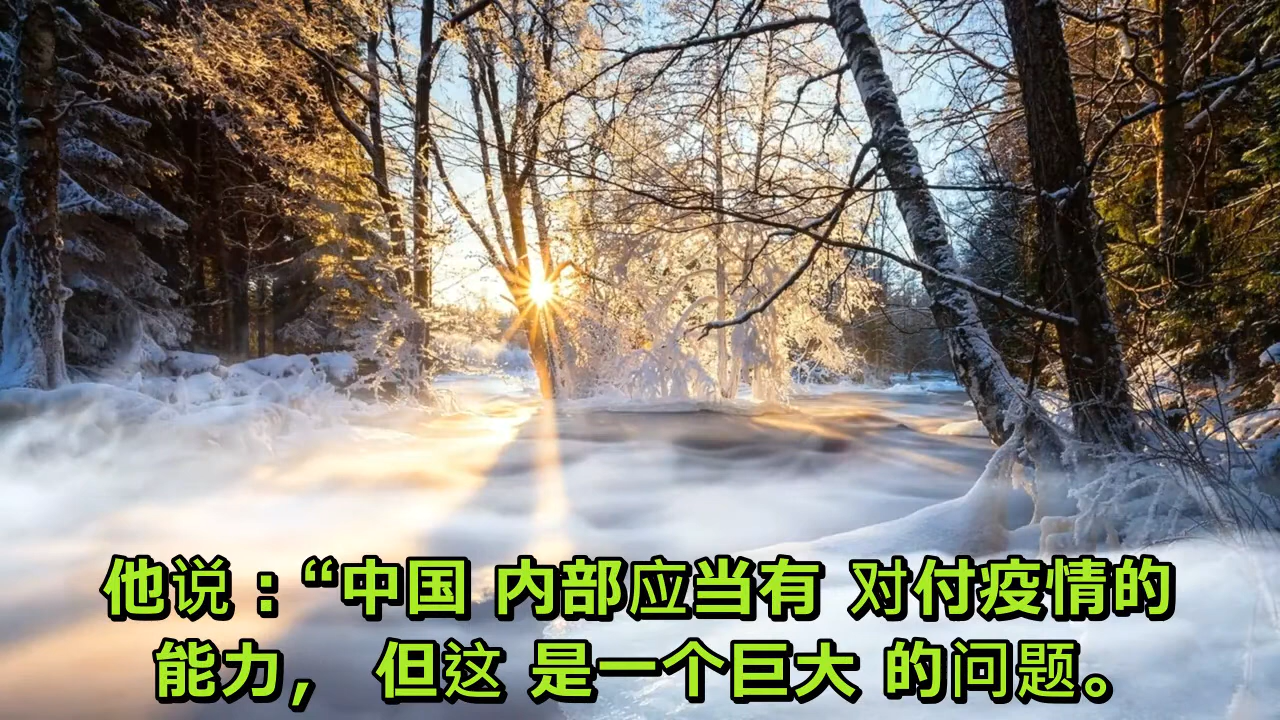 他说：“中国 内部应当有 对付疫情的
能力， 但这 是一个巨大 的问题。